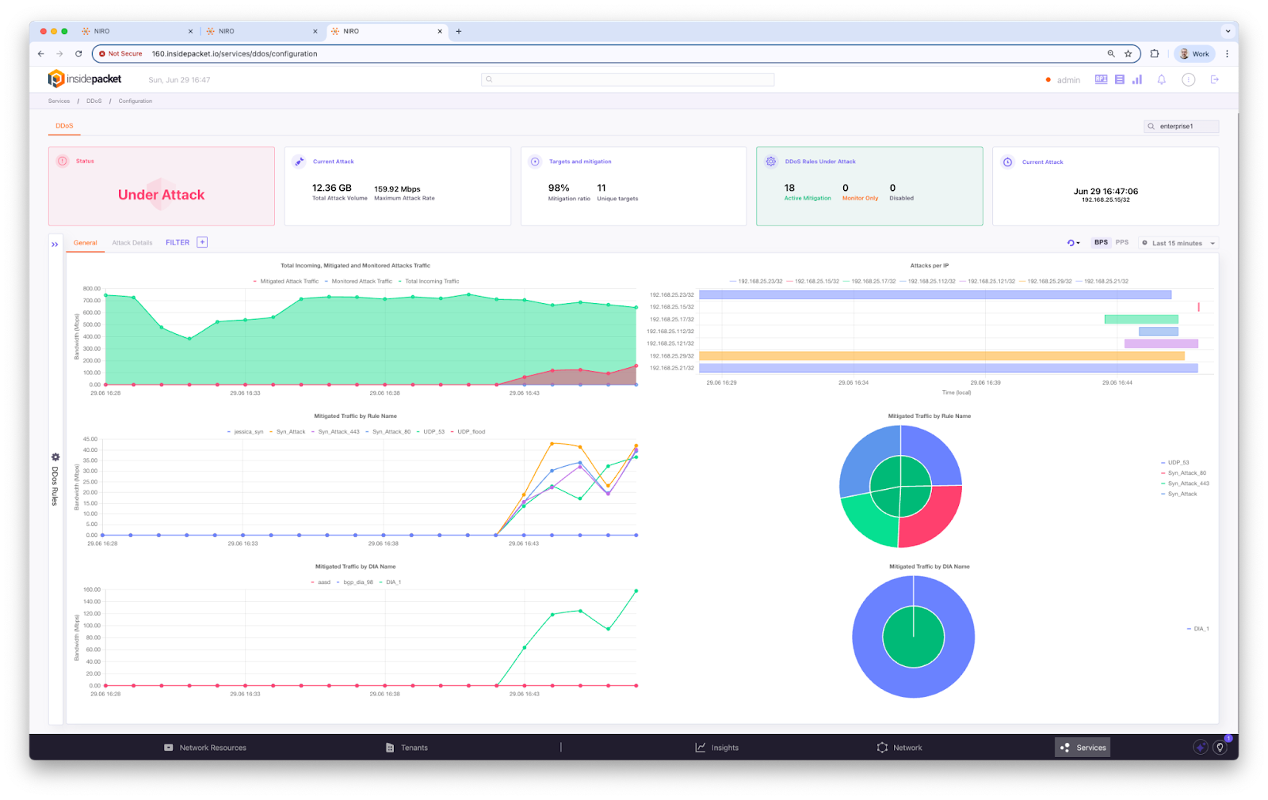 NIRO
NIRO
NIRO
Not Secure 160.insidepacket.io/services/ddos/configuration
Work
insidepacket Sun, Jun 29 16:47
admin
Services / DDoS / Configuration
DDoS
enterprise1
Status
Under Attack
Current Attack
12.36 GB
Total Attack Volume
159.92 Mbps
Maximum Attack Rate
Targets and mitigation
98%
Mitigation ratio
11
Unique targets
DDoS Rules Under Attack
18
Active Mitigation
0
Monitor Only
0
Disabled
Current Attack
Jun 29 16:47:06
192.168.25.15/32
General Attack Details FILTER +
BPS PPS Last 15 minutes
DDos Rules
Total Incoming, Mitigated and Monitored Attacks Traffic
Mitigated Attack Traffic Monitored Attack Traffic Total Incoming Traffic
Bandwidth (Mbps)
800.00
700.00
600.00
500.00
400.00
300.00
200.00
100.00
0.00
29.06 16:28 29.06 16:33 29.06 16:38 29.06 16:43
Attacks per IP
192.168.25.23/32 192.168.25.15/32 192.168.25.17/32 192.168.25.112/32 192.168.25.121/32 192.168.25.29/32 192.168.25.21/32
192.168.25.23/32
192.168.25.15/32
192.168.25.17/32
192.168.25.112/32
192.168.25.121/32
192.168.25.29/32
192.168.25.21/32
29.06 16:29 29.06 16:34 29.06 16:39 29.06 16:44
Time (local)
Mitigated Traffic by Rule Name
jessica_syn Syn_Attack Syn_Attack_443 Syn_Attack_80 UDP_53 UDP_flood
Bandwidth (Mbps)
45.00
40.00
35.00
30.00
25.00
20.00
15.00
10.00
5.00
0.00
29.06 16:28 29.06 16:33 29.06 16:38 29.06 16:43
Mitigated Traffic by Rule Name
UDP_53
Syn_Attack_80
Syn_Attack_443
Syn_Attack
Mitigated Traffic by DIA Name
aasd bgp_dia_98 DIA_1
Bandwidth (Mbps)
160.00
140.00
120.00
100.00
80.00
60.00
40.00
20.00
0.00
29.06 16:28 29.06 16:33 29.06 16:38 29.06 16:43
Mitigated Traffic by DIA Name
DIA_1
Network Resources Tenants | Insights Network Services
1